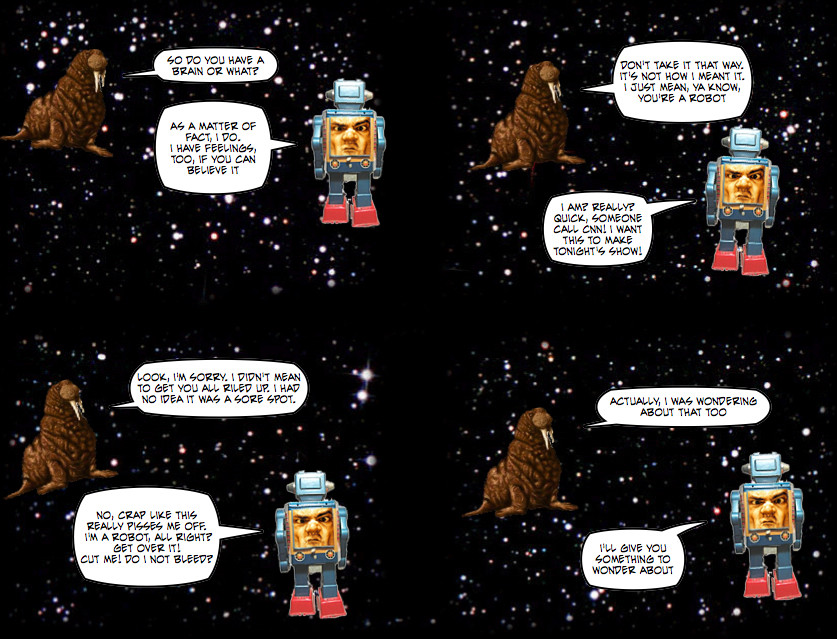 SO DO YOU HAVE A
BRAIN OR WHAT?
AS A MATTER OF
FACT, I DO.
I HAVE FEELINGS,
TOO, IF YOU CAN
BELIEVE IT
DON'T TAKE IT THAT WAY.
IT'S NOT HOW I MEANT IT.
I JUST MEAN, YA KNOW,
YOU'RE A ROBOT
I AM? REALLY?
QUICK, SOMEONE
CALL CNN! I WANT
THIS TO MAKE
TONIGHT'S SHOW!
LOOK, I'M SORRY. I DIDN'T MEAN
TO GET YOU ALL RILED UP. I HAD
NO IDEA IT WAS A SORE SPOT.
NO, CRAP LIKE THIS
REALLY PISSES ME OFF.
I'M A ROBOT, ALL RIGHT?
GET OVER IT!
CUT ME! DO I NOT BLEED?
ACTUALLY, I WAS WONDERING
ABOUT THAT TOO
I'LL GIVE YOU
SOMETHING TO
WONDER ABOUT